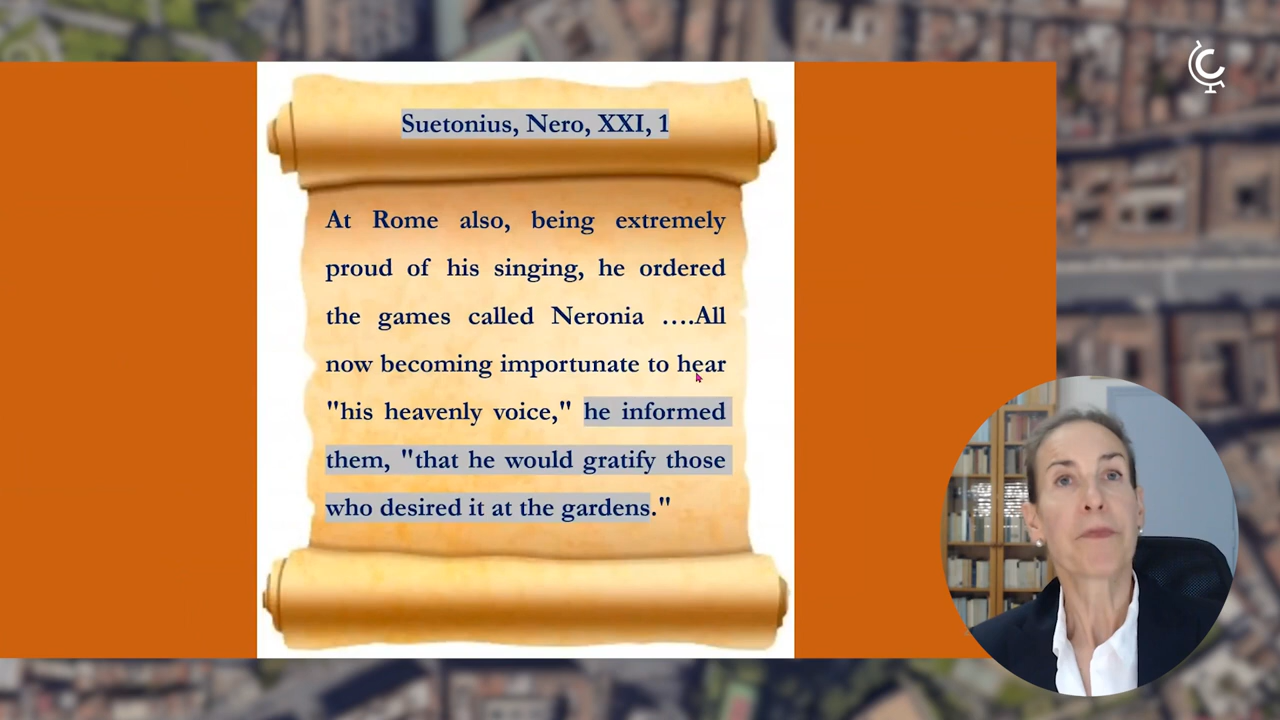 Suetonius, Nero, XXI, 1
At Rome also, being extremely
proud of his singing, he ordered
the games called Neronia ….All
now becoming importunate to hear
"his heavenly voice," he informed
them, "that he would gratify those
who desired it at the gardens."